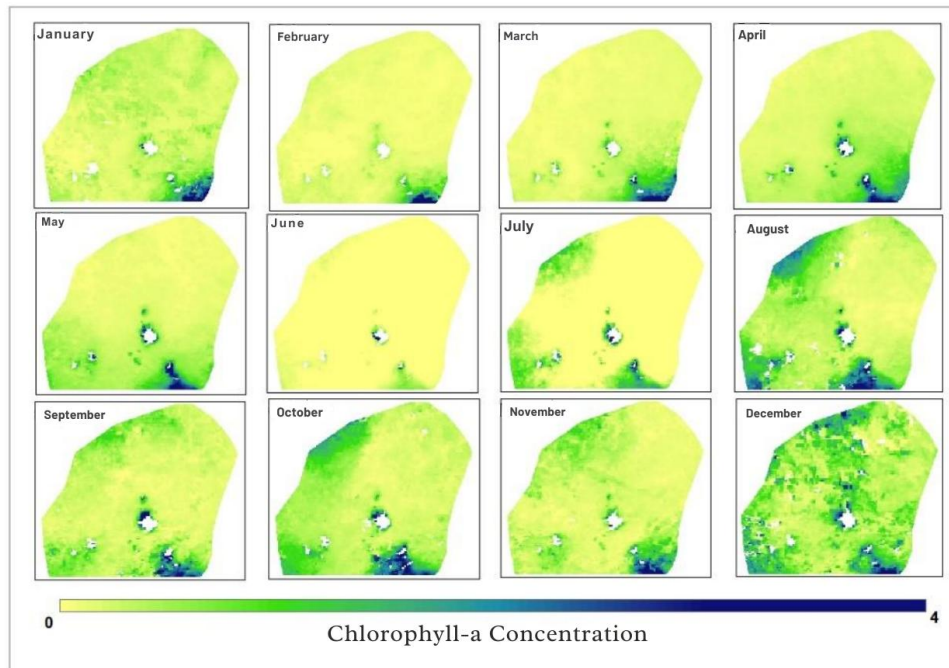 January
February
March
April
May
June
July
August
September
October
November
December
0
4
Chlorophyll-a Concentration